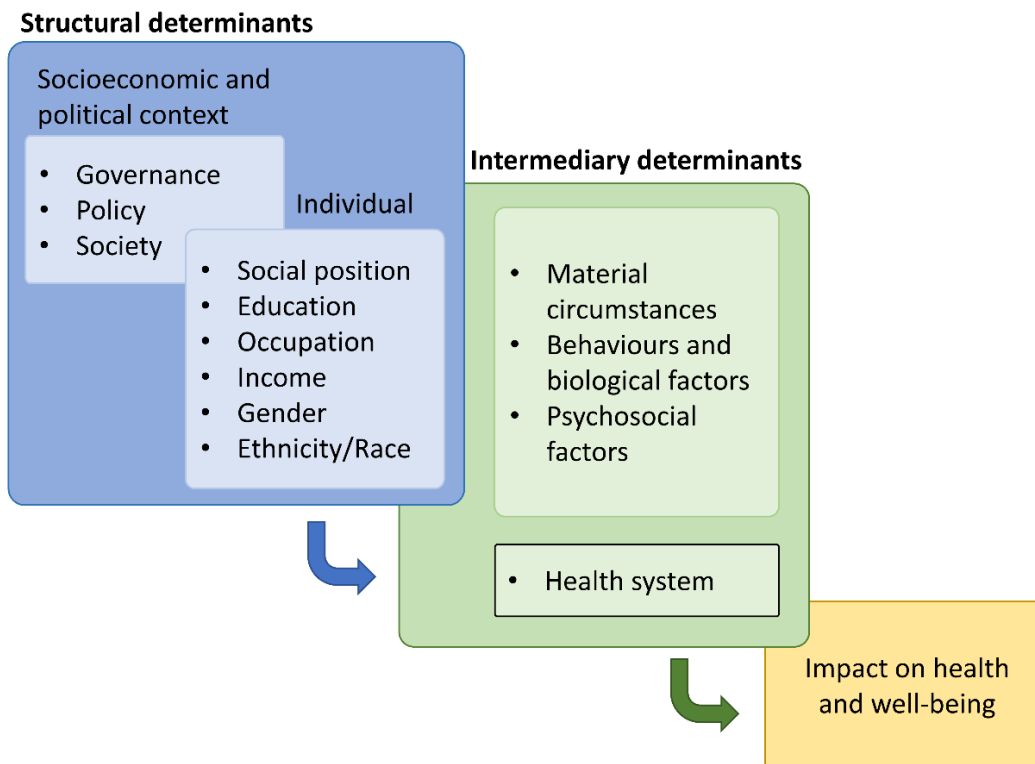 Structural determinants
Socioeconomic and
political context
• Governance
• Policy
• Society
Individual
• Social position
• Education
• Occupation
• Income
• Gender
• Ethnicity/Race
Intermediary determinants
• Material
circumstances
• Behaviours and
biological factors
• Psychosocial
factors
• Health system
Impact on health
and well-being